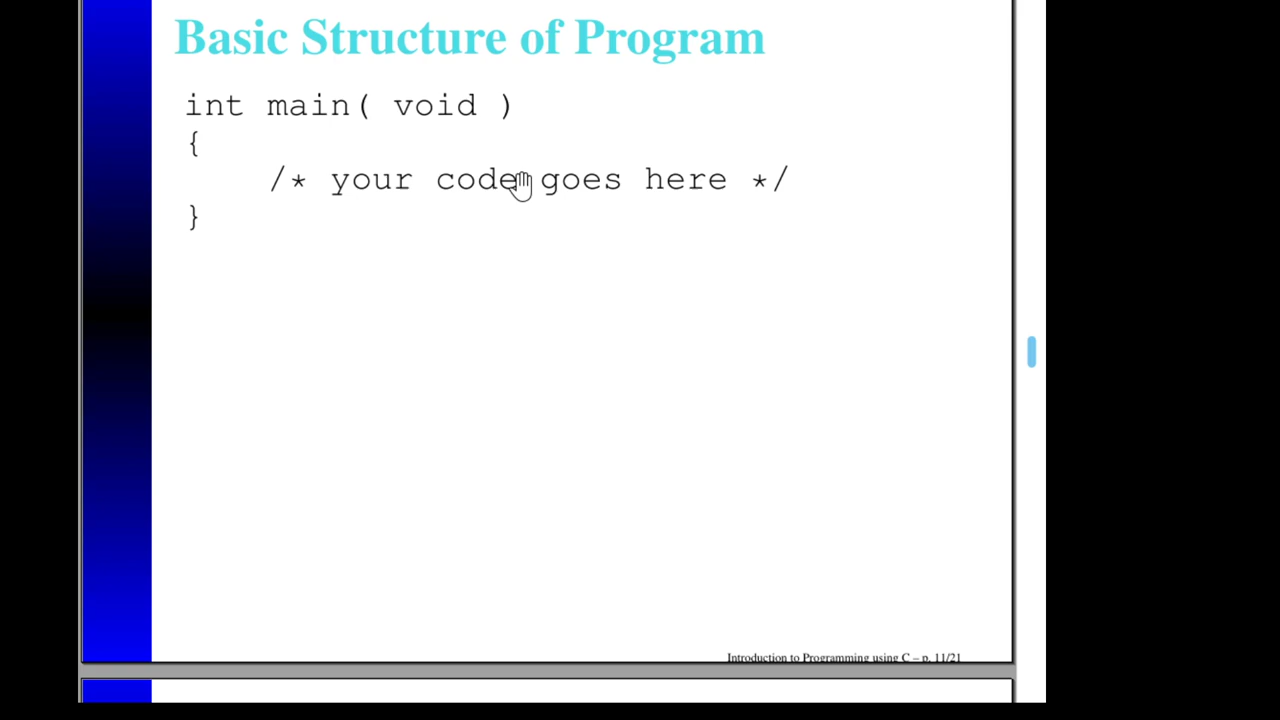 Basic Structure of Program
int main( void )
{
/* your code goes here */
}
Introduction to Programming using C – p. 11/21